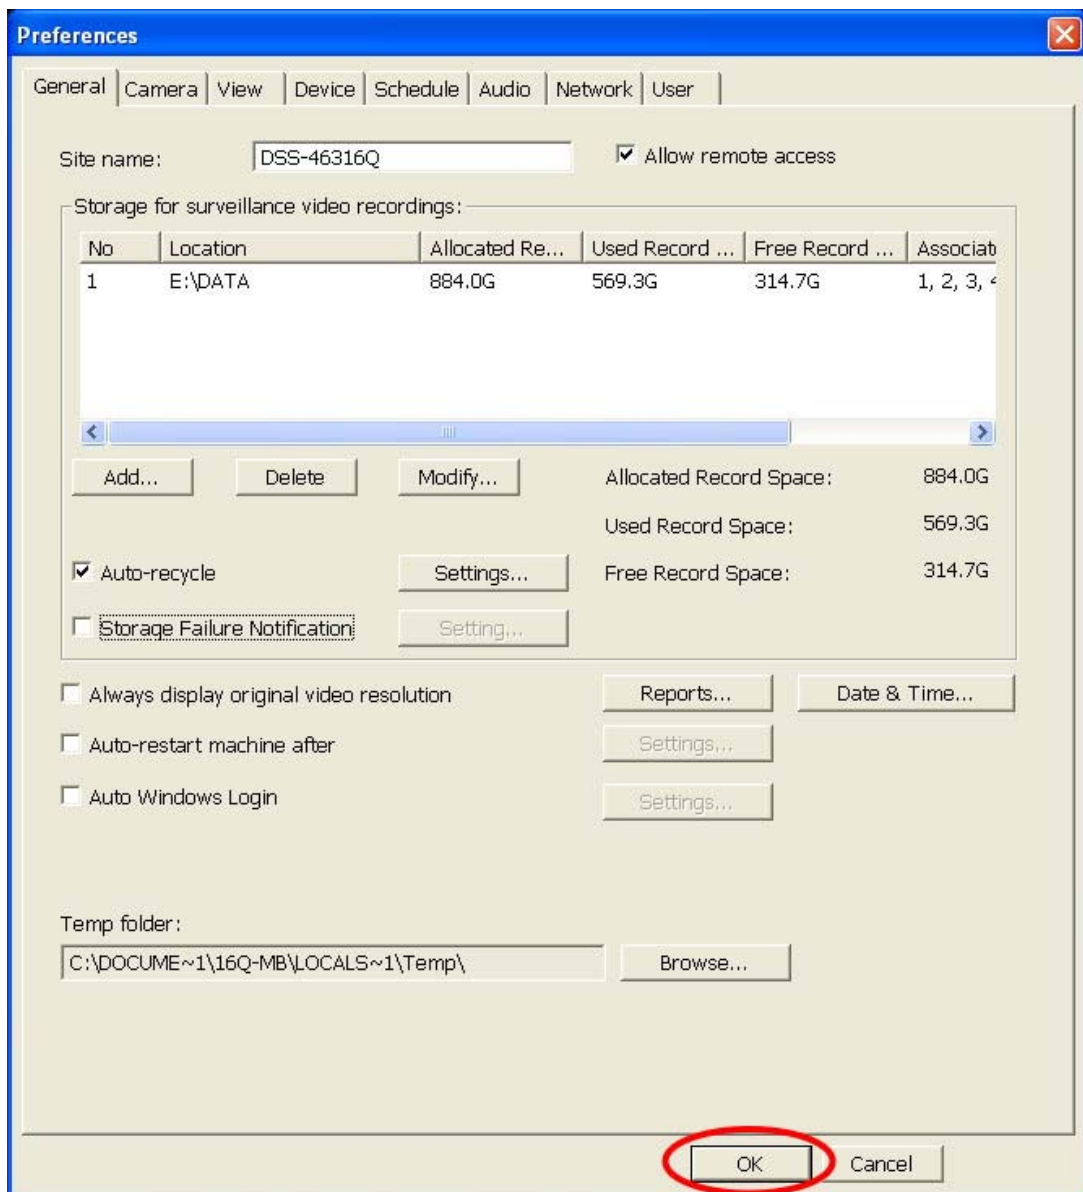 Preferences
General Camera View Device Schedule Audio Network User
Site name: DSS-46316Q Allow remote access
Storage for surveillance video recordings:
No Location Allocated Re... Used Record ... Free Record ... Associat
1 E:\DATA 884.0G 569.3G 314.7G 1, 2, 3, 4
Add... Delete Modify... Allocated Record Space: 884.0G
Used Record Space: 569.3G
Auto-recycle Settings... Free Record Space: 314.7G
Storage Failure Notification Setting...
Always display original video resolution Reports... Date & Time...
Auto-restart machine after Settings...
Auto Windows Login Settings...
Temp folder:
C:\DOCUME~1\16Q-MB\LOCALS~1\Temp\ Browse...
OK Cancel